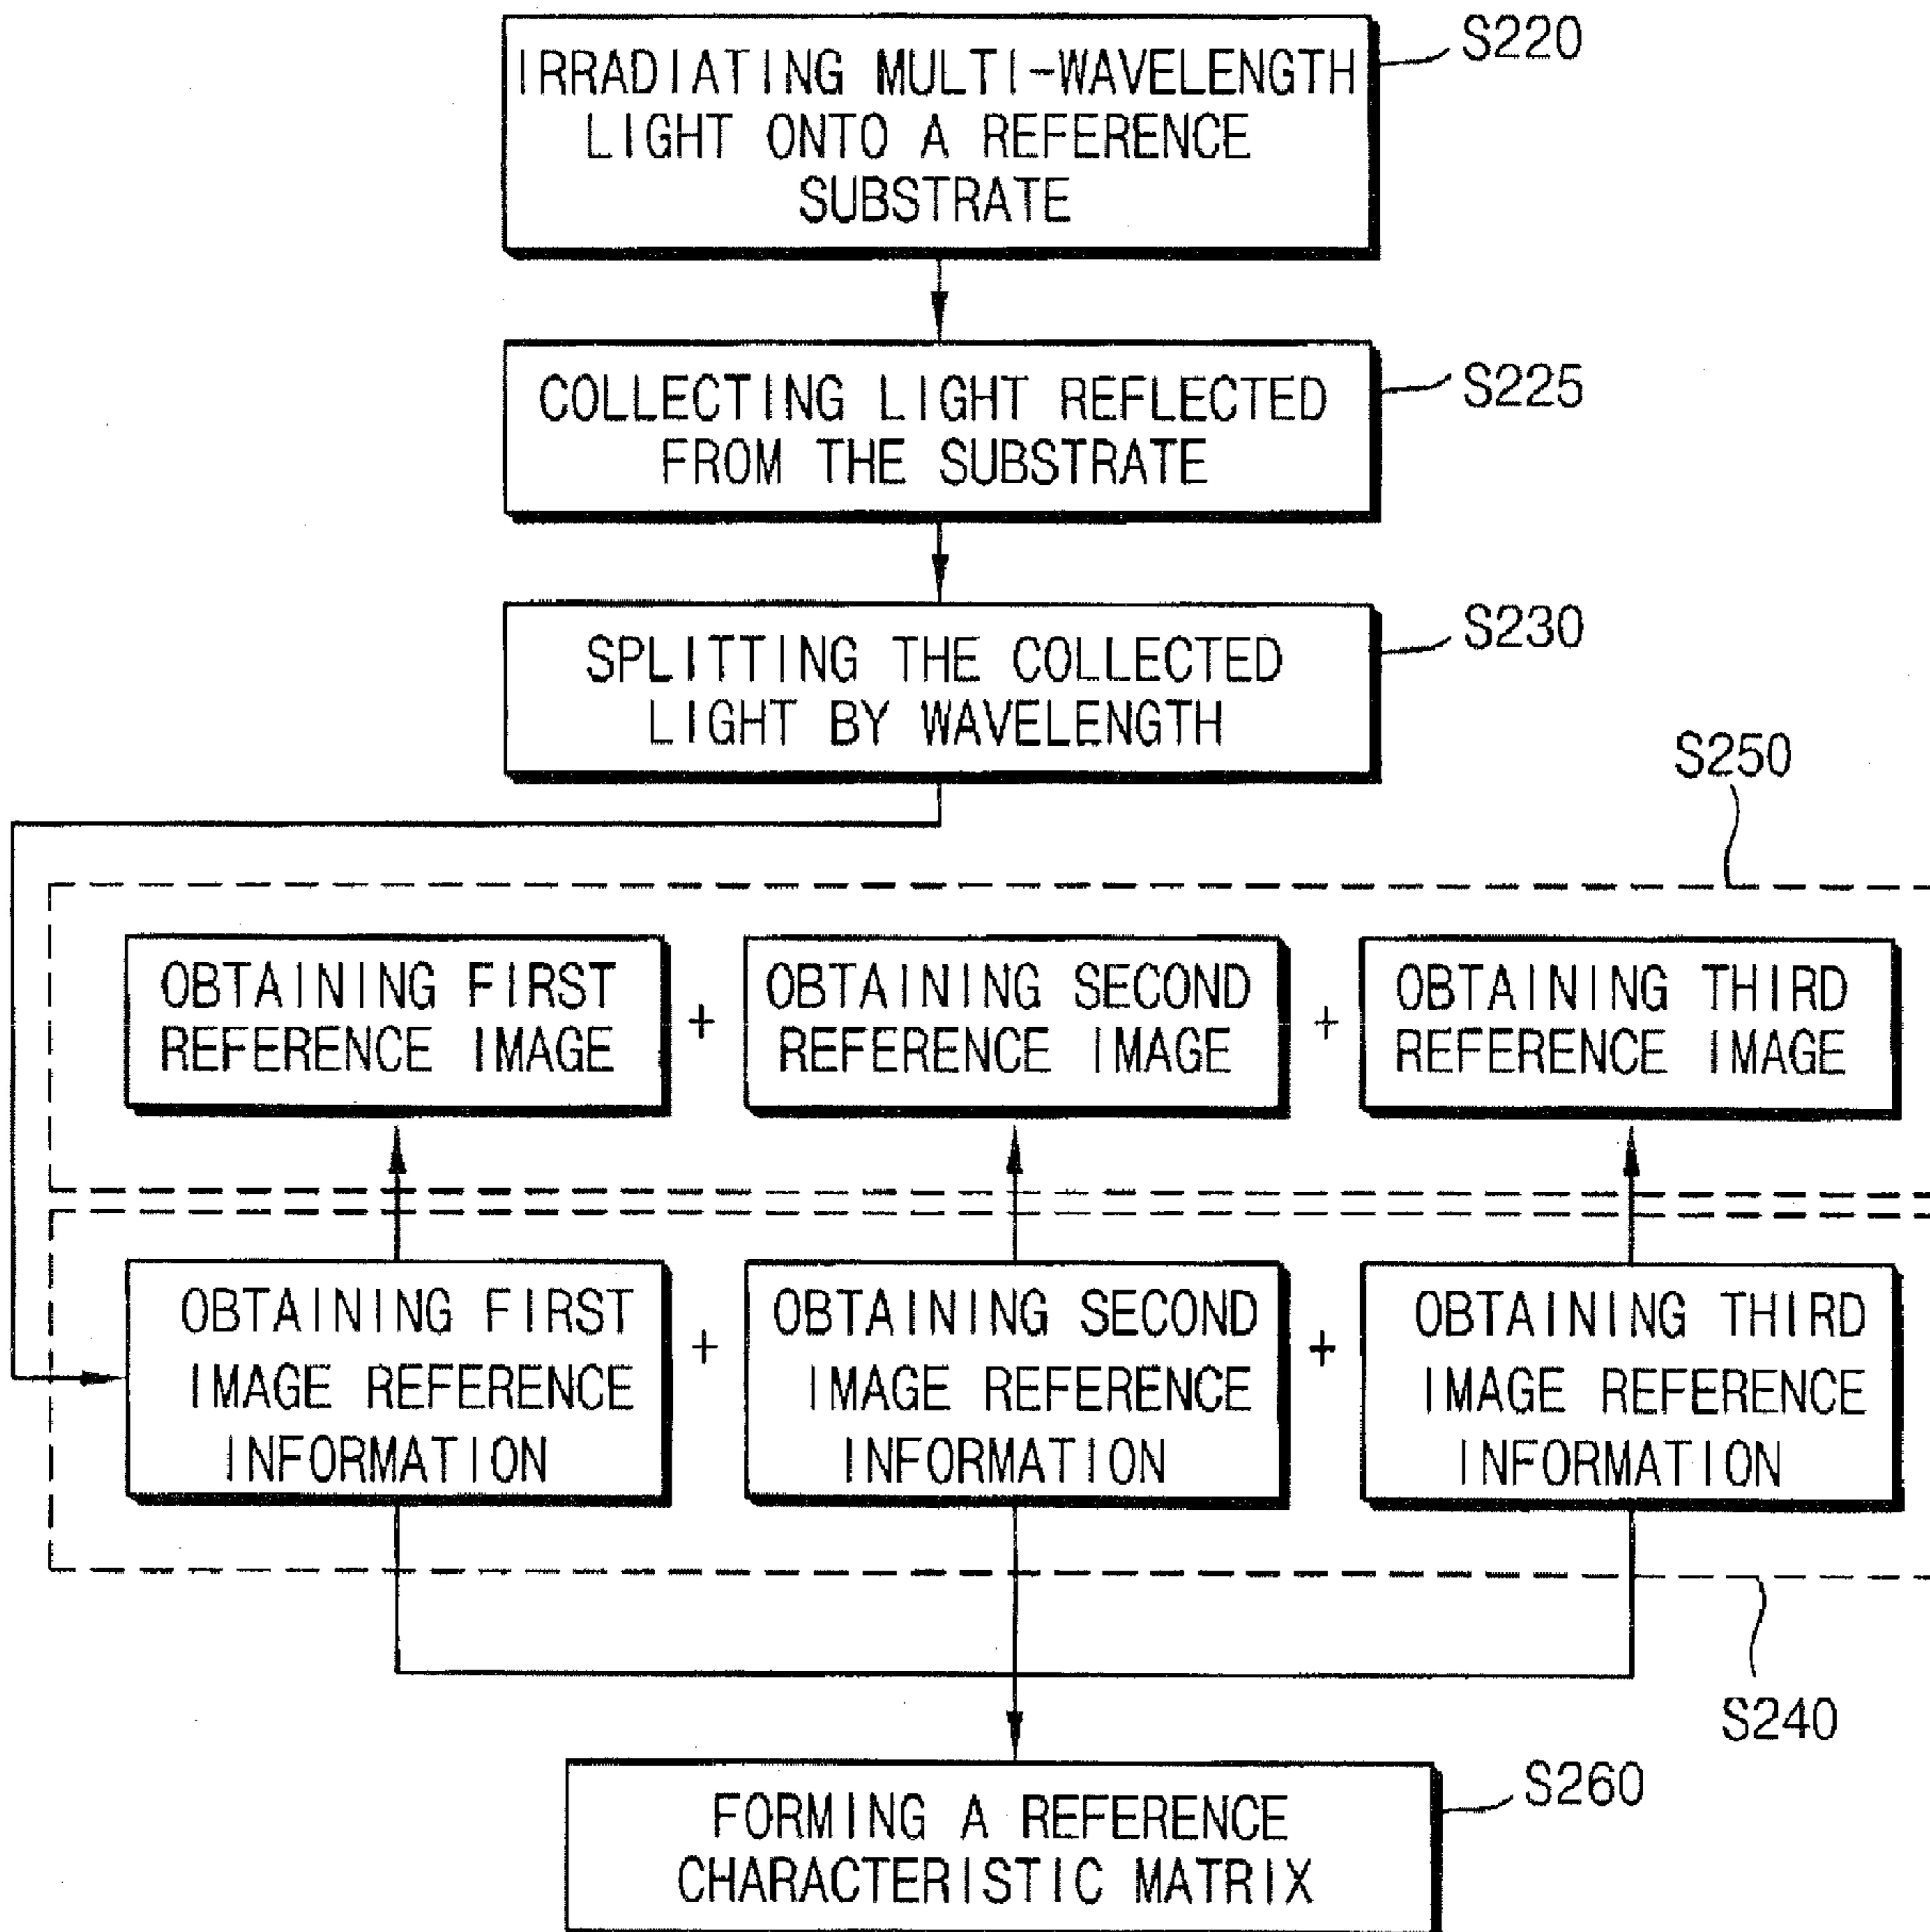 S220
IRRADIATING MULTI-WAVELENGTH
LIGHT ONTO A REFERENCE
SUBSTRATE
S225
COLLECTING LIGHT REFLECTED
FROM THE SUBSTRATE
S230
SPLITTING THE COLLECTED
LIGHT BY WAVELENGTH
S250
OBTAINING FIRST
REFERENCE IMAGE
+
OBTAINING SECOND
REFERENCE IMAGE
+
OBTAINING THIRD
REFERENCE IMAGE
OBTAINING FIRST
IMAGE REFERENCE
INFORMATION
+
OBTAINING SECOND
IMAGE REFERENCE
INFORMATION
+
OBTAINING THIRD
IMAGE REFERENCE
INFORMATION
S240
S260
FORMING A REFERENCE
CHARACTERISTIC MATRIX